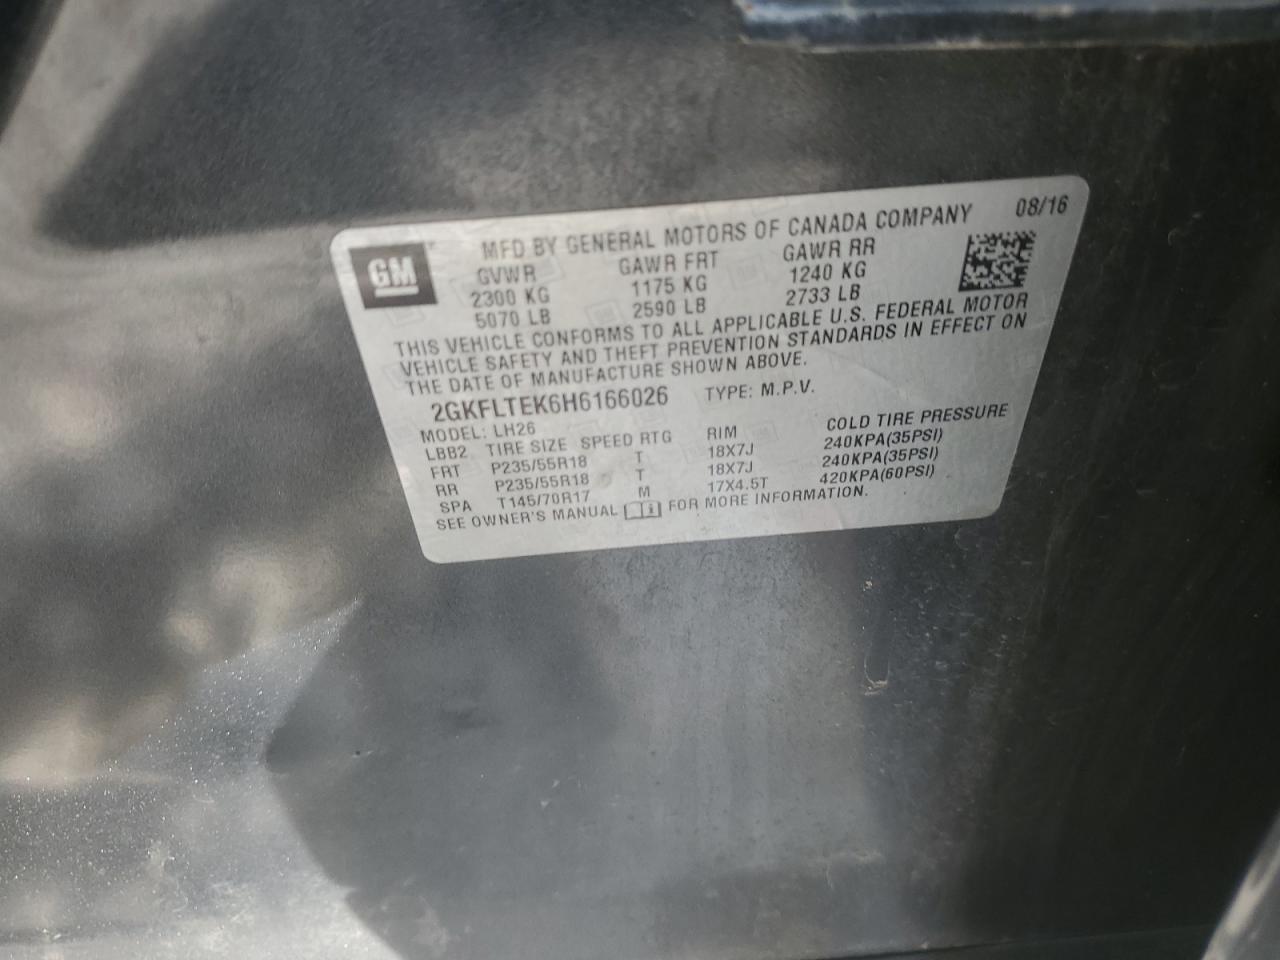 GM
MFD BY GENERAL MOTORS OF CANADA COMPANY 08/16
GVWR GAWR FRT GAWR RR
2300 KG 1175 KG 1240 KG
5070 LB 2590 LB 2733 LB
THIS VEHICLE CONFORMS TO ALL APPLICABLE U.S. FEDERAL MOTOR
VEHICLE SAFETY AND THEFT PREVENTION STANDARDS IN EFFECT ON
THE DATE OF MANUFACTURE SHOWN ABOVE.
2GKFLTEK6H6166026 TYPE: M.P.V.
MODEL: LH26
LBB2 TIRE SIZE SPEED RTG RIM COLD TIRE PRESSURE
FRT P235/55R18 T 18X7J 240KPA(35PSI)
RR P235/55R18 T 18X7J 240KPA(35PSI)
SPA T145/70R17 M 17X4.5T 420KPA(60PSI)
SEE OWNER'S MANUAL FOR MORE INFORMATION.